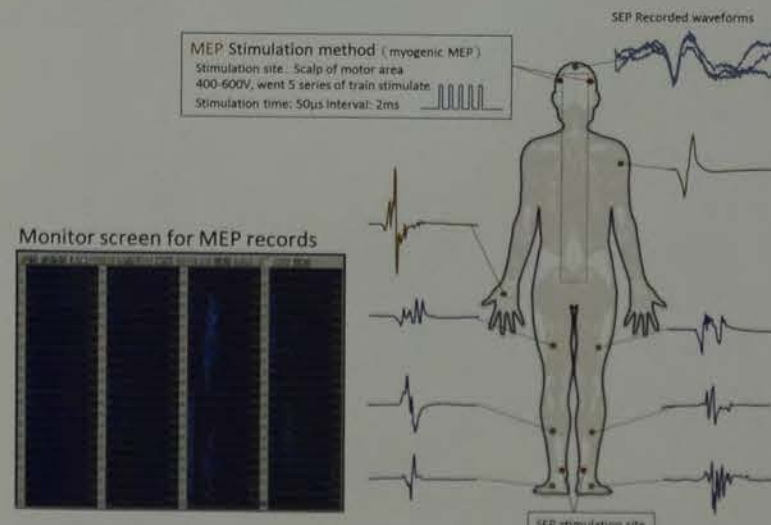 SEP Recorded waveforms
MEP Stimulation method (myogenic MEP)
Stimulation site: Scalp of motor area
400-600V, went 5 series of train stimulate
Stimulation time: 50μs Interval: 2ms
Monitor screen for MEP records
SEP stimulation site